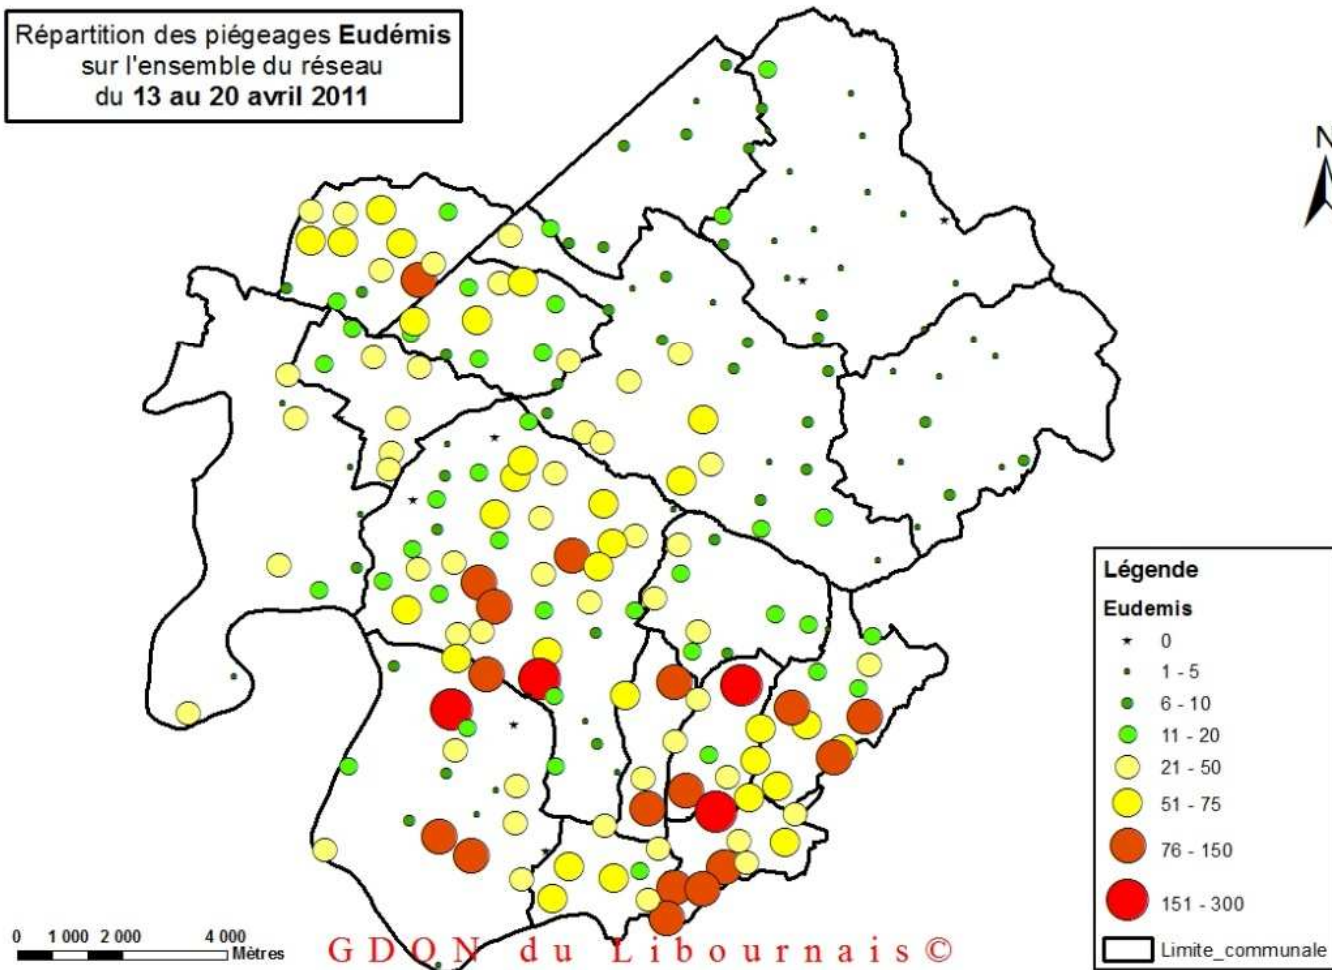 Répartition des piégeages Eudémis
sur l'ensemble du réseau
du 13 au 20 avril 2011
N
Légende
Eudemis
0
1 - 5
6 - 10
11 - 20
21 - 50
51 - 75
76 - 150
151 - 300
Limite_communale
0 1 000 2 000 4 000
Mètres
GDON du Libournais©